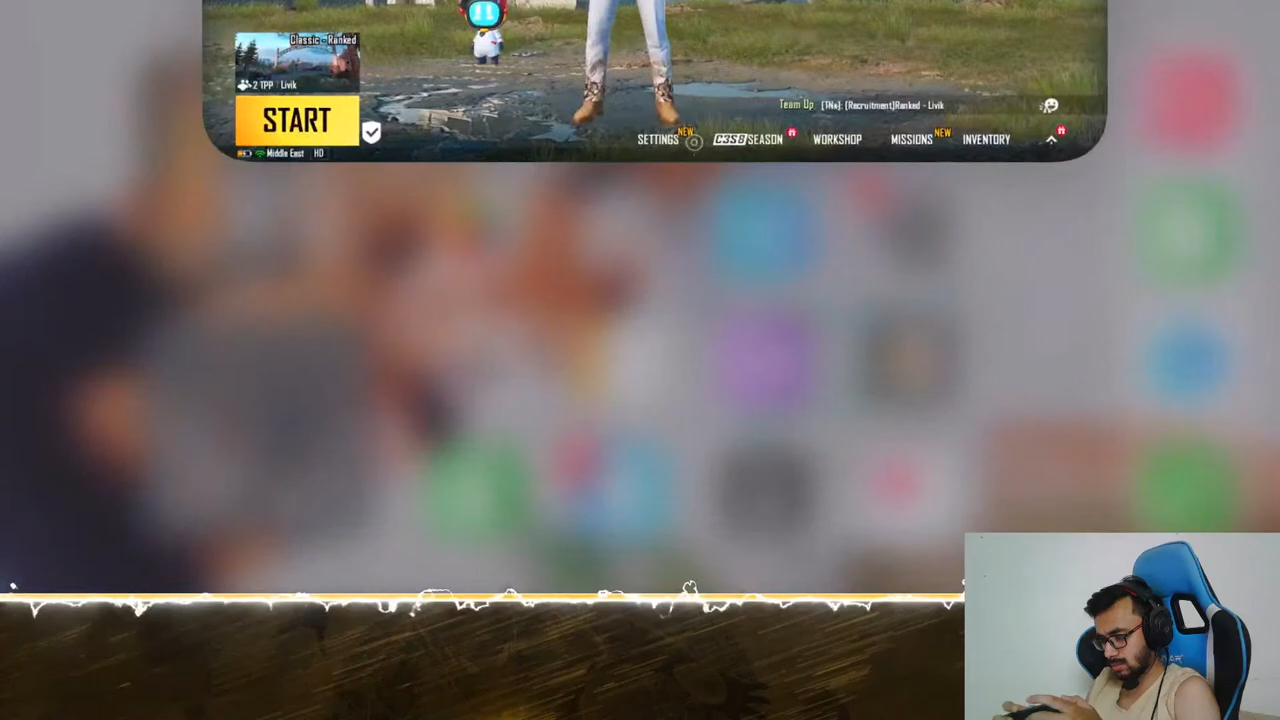 Classic - Ranked
2 TPP Livik
START
Middle East HD
Team Up [TNa]: [Recruitment]Ranked - Livik
SETTINGS NEW C3S8 SEASON WORKSHOP MISSIONS NEW INVENTORY